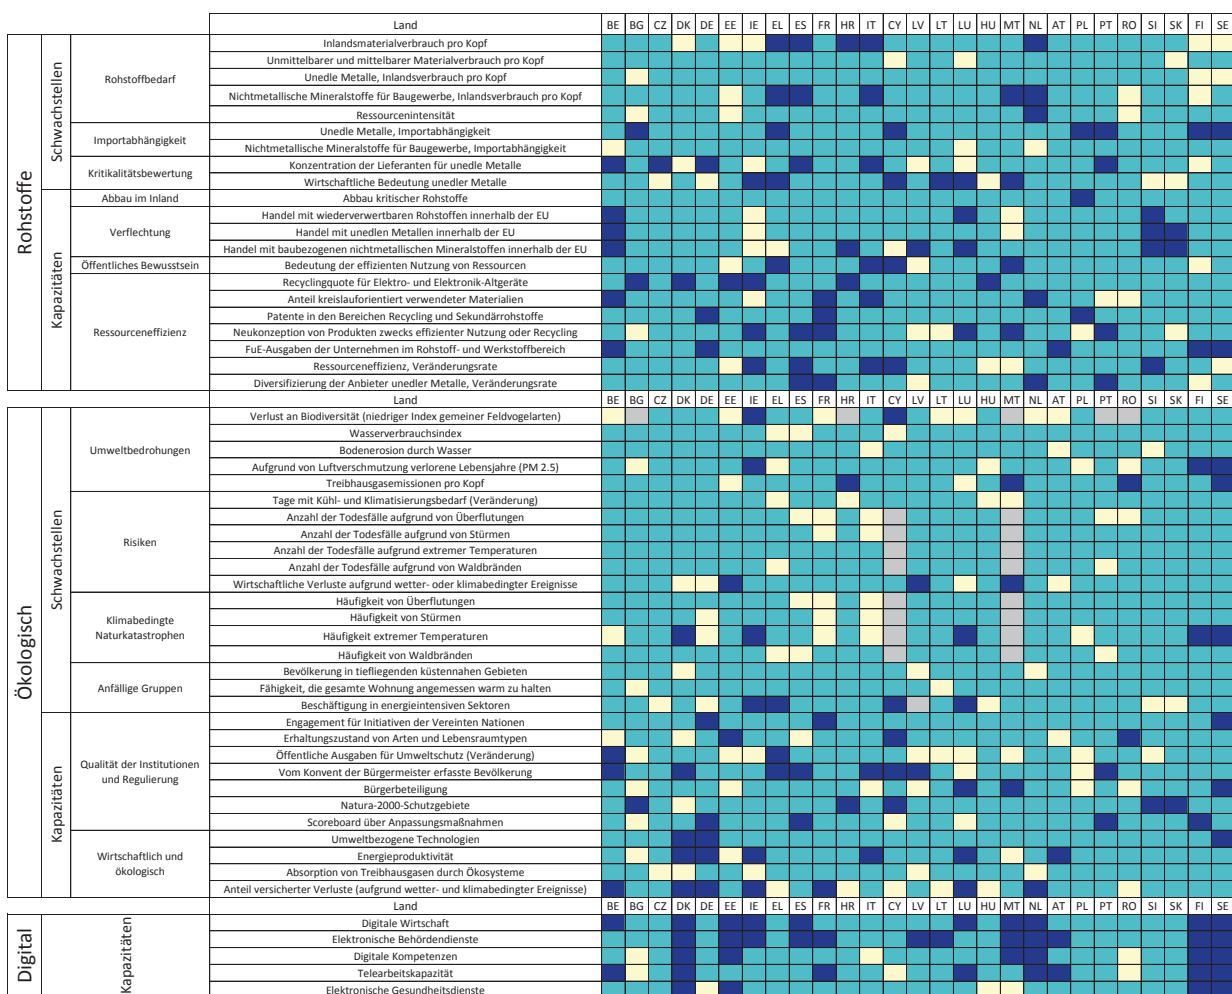 Land BE BG CZ DK DE EE IE EL ES FR HR IT CY LV LT LU HU MT NL AT PL PT RO SI SK FI SE
Rohstoffe
Schwachstellen
Rohstoffbedarf
Inlandsmaterialverbrauch pro Kopf
Unmittelbarer und mittelbarer Materialverbrauch pro Kopf
Unedle Metalle, Inlandsverbrauch pro Kopf
Nichtmetallische Mineralstoffe für Baugewerbe, Inlandsverbrauch pro Kopf
Ressourcenintensität
Importabhängigkeit
Unedle Metalle, Importabhängigkeit
Nichtmetallische Mineralstoffe für Baugewerbe, Importabhängigkeit
Kritikalitätsbewertung
Konzentration der Lieferanten für unedle Metalle
Wirtschaftliche Bedeutung unedler Metalle
Kapazitäten
Abbau im Inland
Abbau kritischer Rohstoffe
Verflechtung
Handel mit wiederverwertbaren Rohstoffen innerhalb der EU
Handel mit unedlen Metallen innerhalb der EU
Handel mit baubezogenen nichtmetallischen Mineralstoffen innerhalb der EU
Öffentliches Bewusstsein
Bedeutung der effizienten Nutzung von Ressourcen
Ressourceneffizienz
Recyclingquote für Elektro- und Elektronik-Altgeräte
Anteil kreislauforientiert verwendeter Materialien
Patente in den Bereichen Recycling und Sekundärrohstoffe
Neukonzeption von Produkten zwecks effizienter Nutzung oder Recycling
FuE-Ausgaben der Unternehmen im Rohstoff- und Werkstoffbereich
Ressourceneffizienz, Veränderungsrate
Diversifizierung der Anbieter unedler Metalle, Veränderungsrate
Land BE BG CZ DK DE EE IE EL ES FR HR IT CY LV LT LU HU MT NL AT PL PT RO SI SK FI SE
Ökologisch
Schwachstellen
Umweltbedrohungen
Verlust an Biodiversität (niedriger Index gemeiner Feldvogelarten)
Wasserverbrauchsindex
Bodenerosion durch Wasser
Aufgrund von Luftverschmutzung verlorene Lebensjahre (PM 2.5)
Treibhausgasemissionen pro Kopf
Risiken
Tage mit Kühl- und Klimatisierungsbedarf (Veränderung)
Anzahl der Todesfälle aufgrund von Überflutungen
Anzahl der Todesfälle aufgrund von Stürmen
Anzahl der Todesfälle aufgrund extremer Temperaturen
Anzahl der Todesfälle aufgrund von Waldbränden
Wirtschaftliche Verluste aufgrund wetter- oder klimabedingter Ereignisse
Klimabedingte
Naturkatastrophen
Häufigkeit von Überflutungen
Häufigkeit von Stürmen
Häufigkeit extremer Temperaturen
Häufigkeit von Waldbränden
Anfällige Gruppen
Bevölkerung in tiefliegenden küstennahen Gebieten
Fähigkeit, die gesamte Wohnung angemessen warm zu halten
Beschäftigung in energieintensiven Sektoren
Kapazitäten
Qualität der Institutionen
und Regulierung
Engagement für Initiativen der Vereinten Nationen
Erhaltungszustand von Arten und Lebensraumtypen
Öffentliche Ausgaben für Umweltschutz (Veränderung)
Vom Konvent der Bürgermeister erfasste Bevölkerung
Bürgerbeteiligung
Natura-2000-Schutzgebiete
Scoreboard über Anpassungsmaßnahmen
Wirtschaftlich und
ökologisch
Umweltbezogene Technologien
Energieproduktivität
Absorption von Treibhausgasen durch Ökosysteme
Anteil versicherter Verluste (aufgrund wetter- und klimabedingter Ereignisse)
Land BE BG CZ DK DE EE IE EL ES FR HR IT CY LV LT LU HU MT NL AT PL PT RO SI SK FI SE
Digital
Kapazitäten
Digitale Wirtschaft
Elektronische Behördendienste
Digitale Kompetenzen
Telearbeitskapazität
Elektronische Gesundheitsdienste